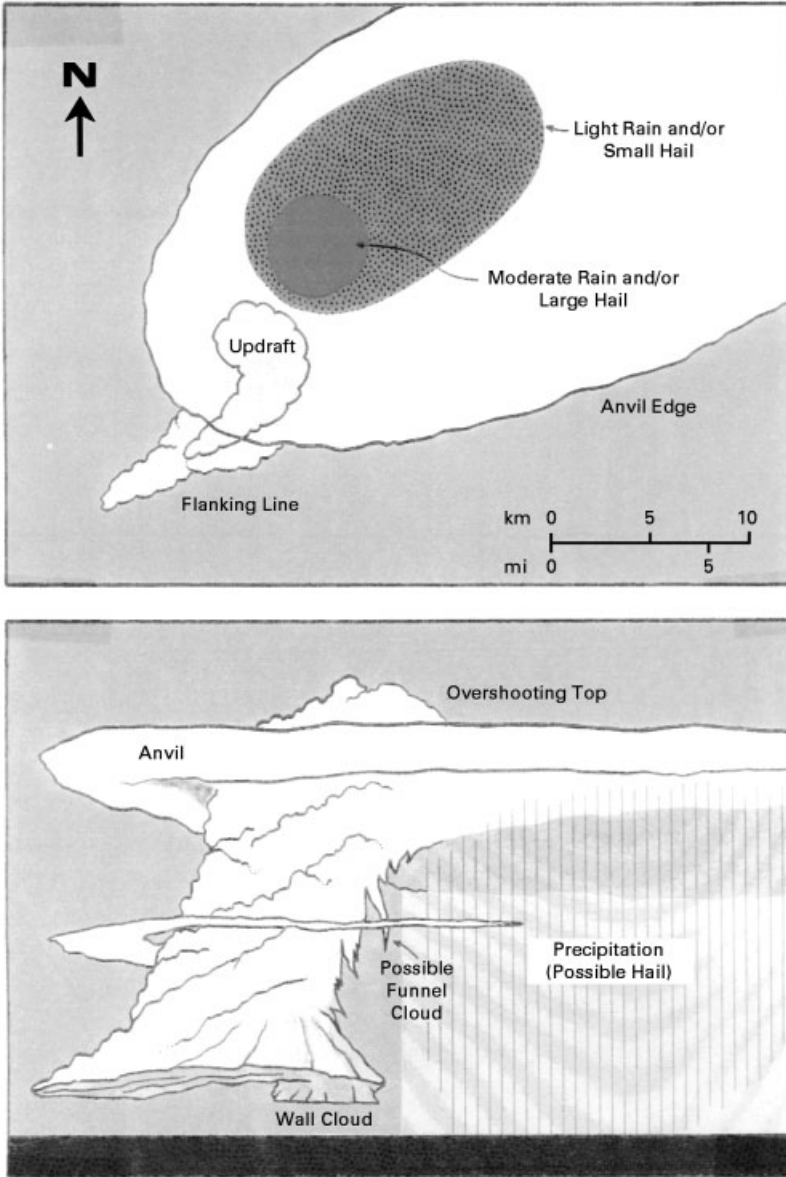 N
Light Rain and/or
Small Hail
Moderate Rain and/or
Large Hail
Updraft
Anvil Edge
Flanking Line
km 0 5 10
mi 0 5
Overshooting Top
Anvil
Precipitation
(Possible Hail)
Possible
Funnel
Cloud
Wall Cloud